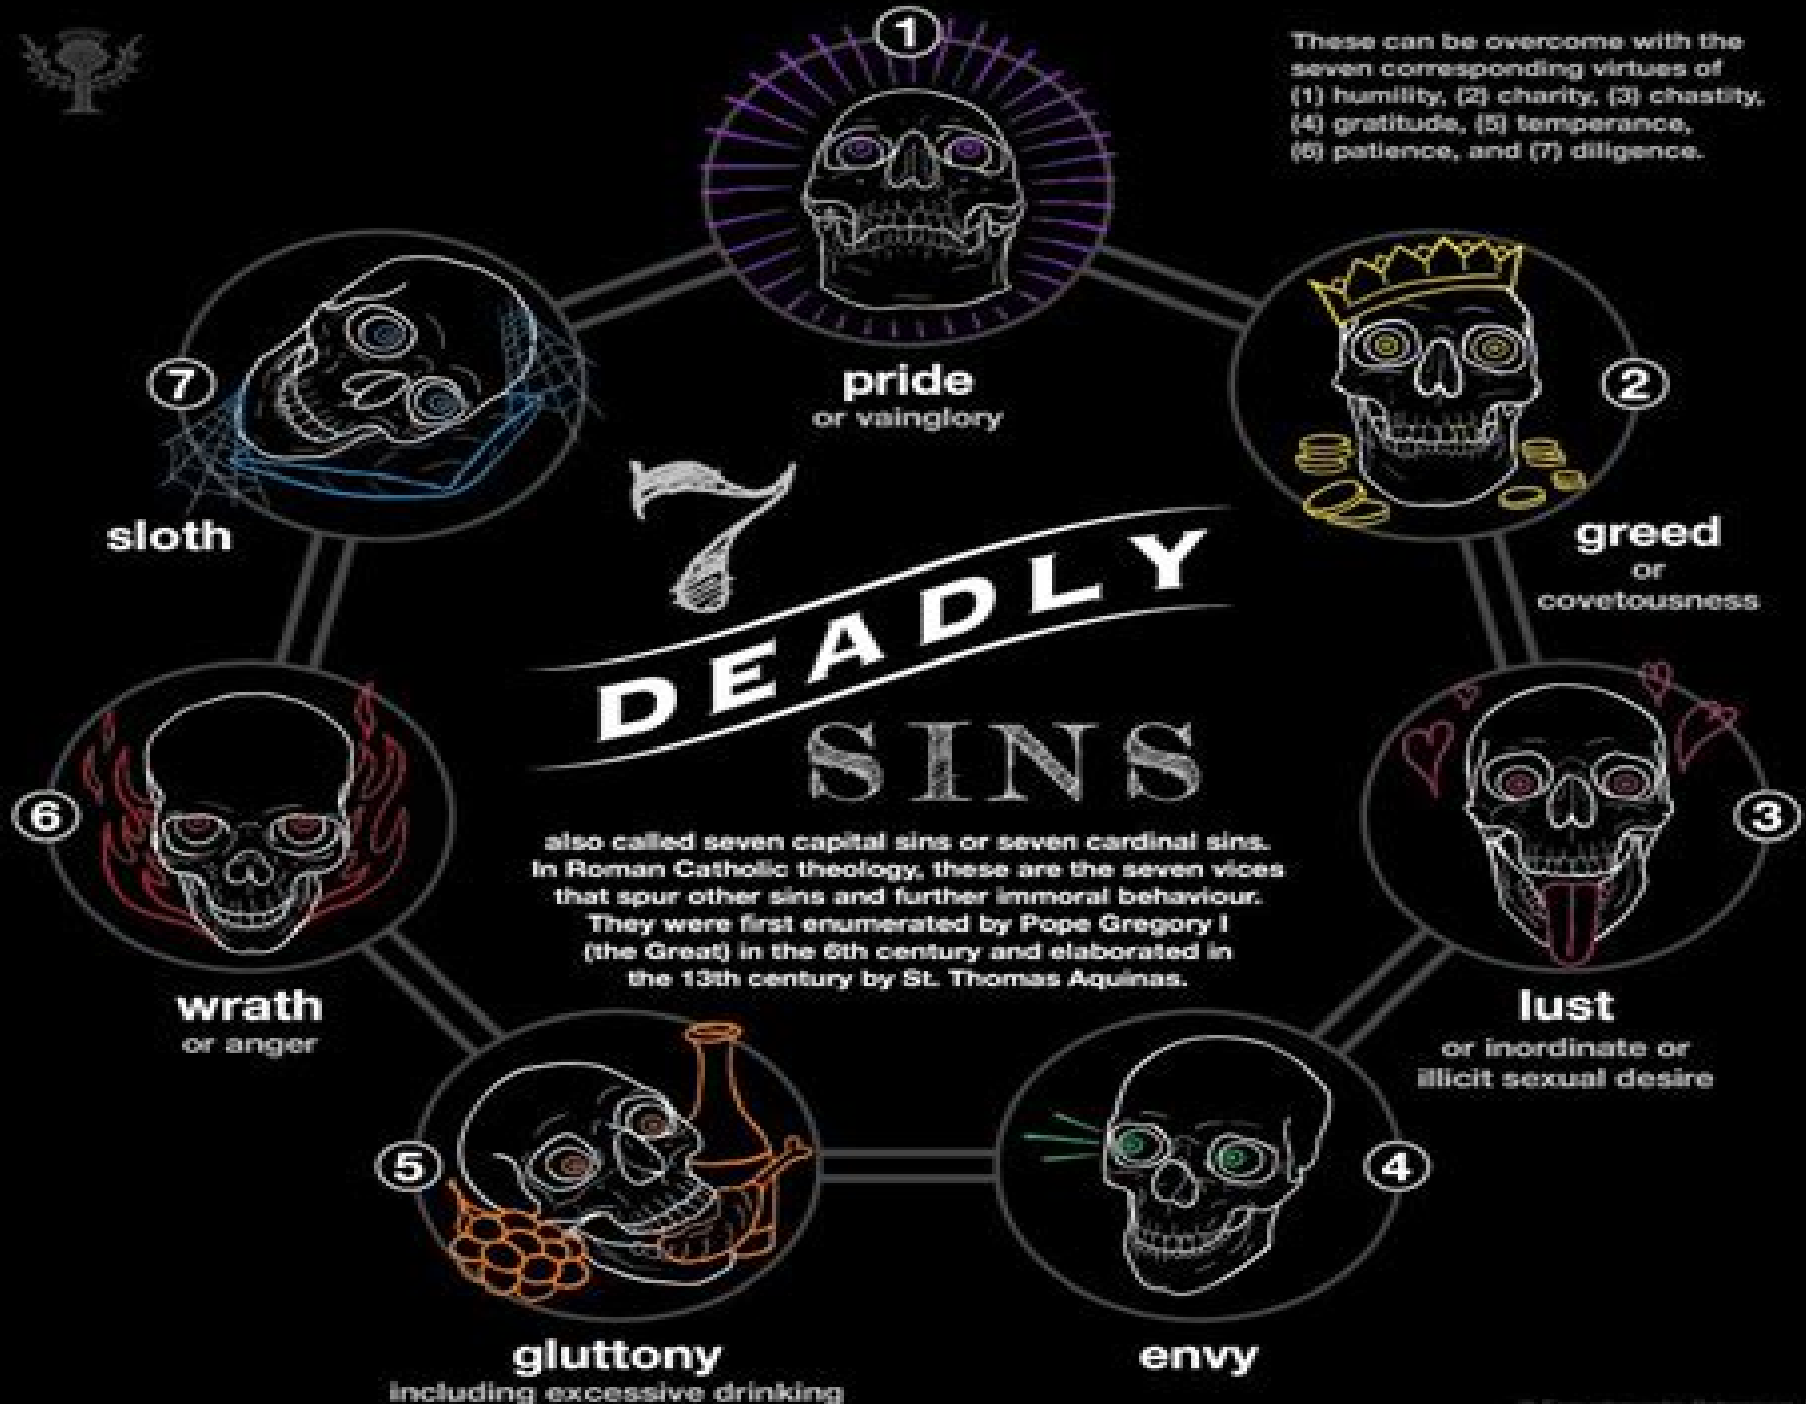 1
These can be overcome with the
seven corresponding virtues of
(1) humility, (2) charity, (3) chastity,
(4) gratitude, (5) temperance,
(6) patience, and (7) diligence.
pride
or vainglory
2
greed
or
covetousness
7
sloth
7
DEADLY
SINS
also called seven capital sins or seven cardinal sins.
In Roman Catholic theology, these are the seven vices
that spur other sins and further immoral behaviour.
They were first enumerated by Pope Gregory I
(the Great) in the 6th century and elaborated in
the 13th century by St. Thomas Aquinas.
3
lust
or inordinate or
illicit sexual desire
6
wrath
or anger
5
gluttony
including excessive drinking
4
envy